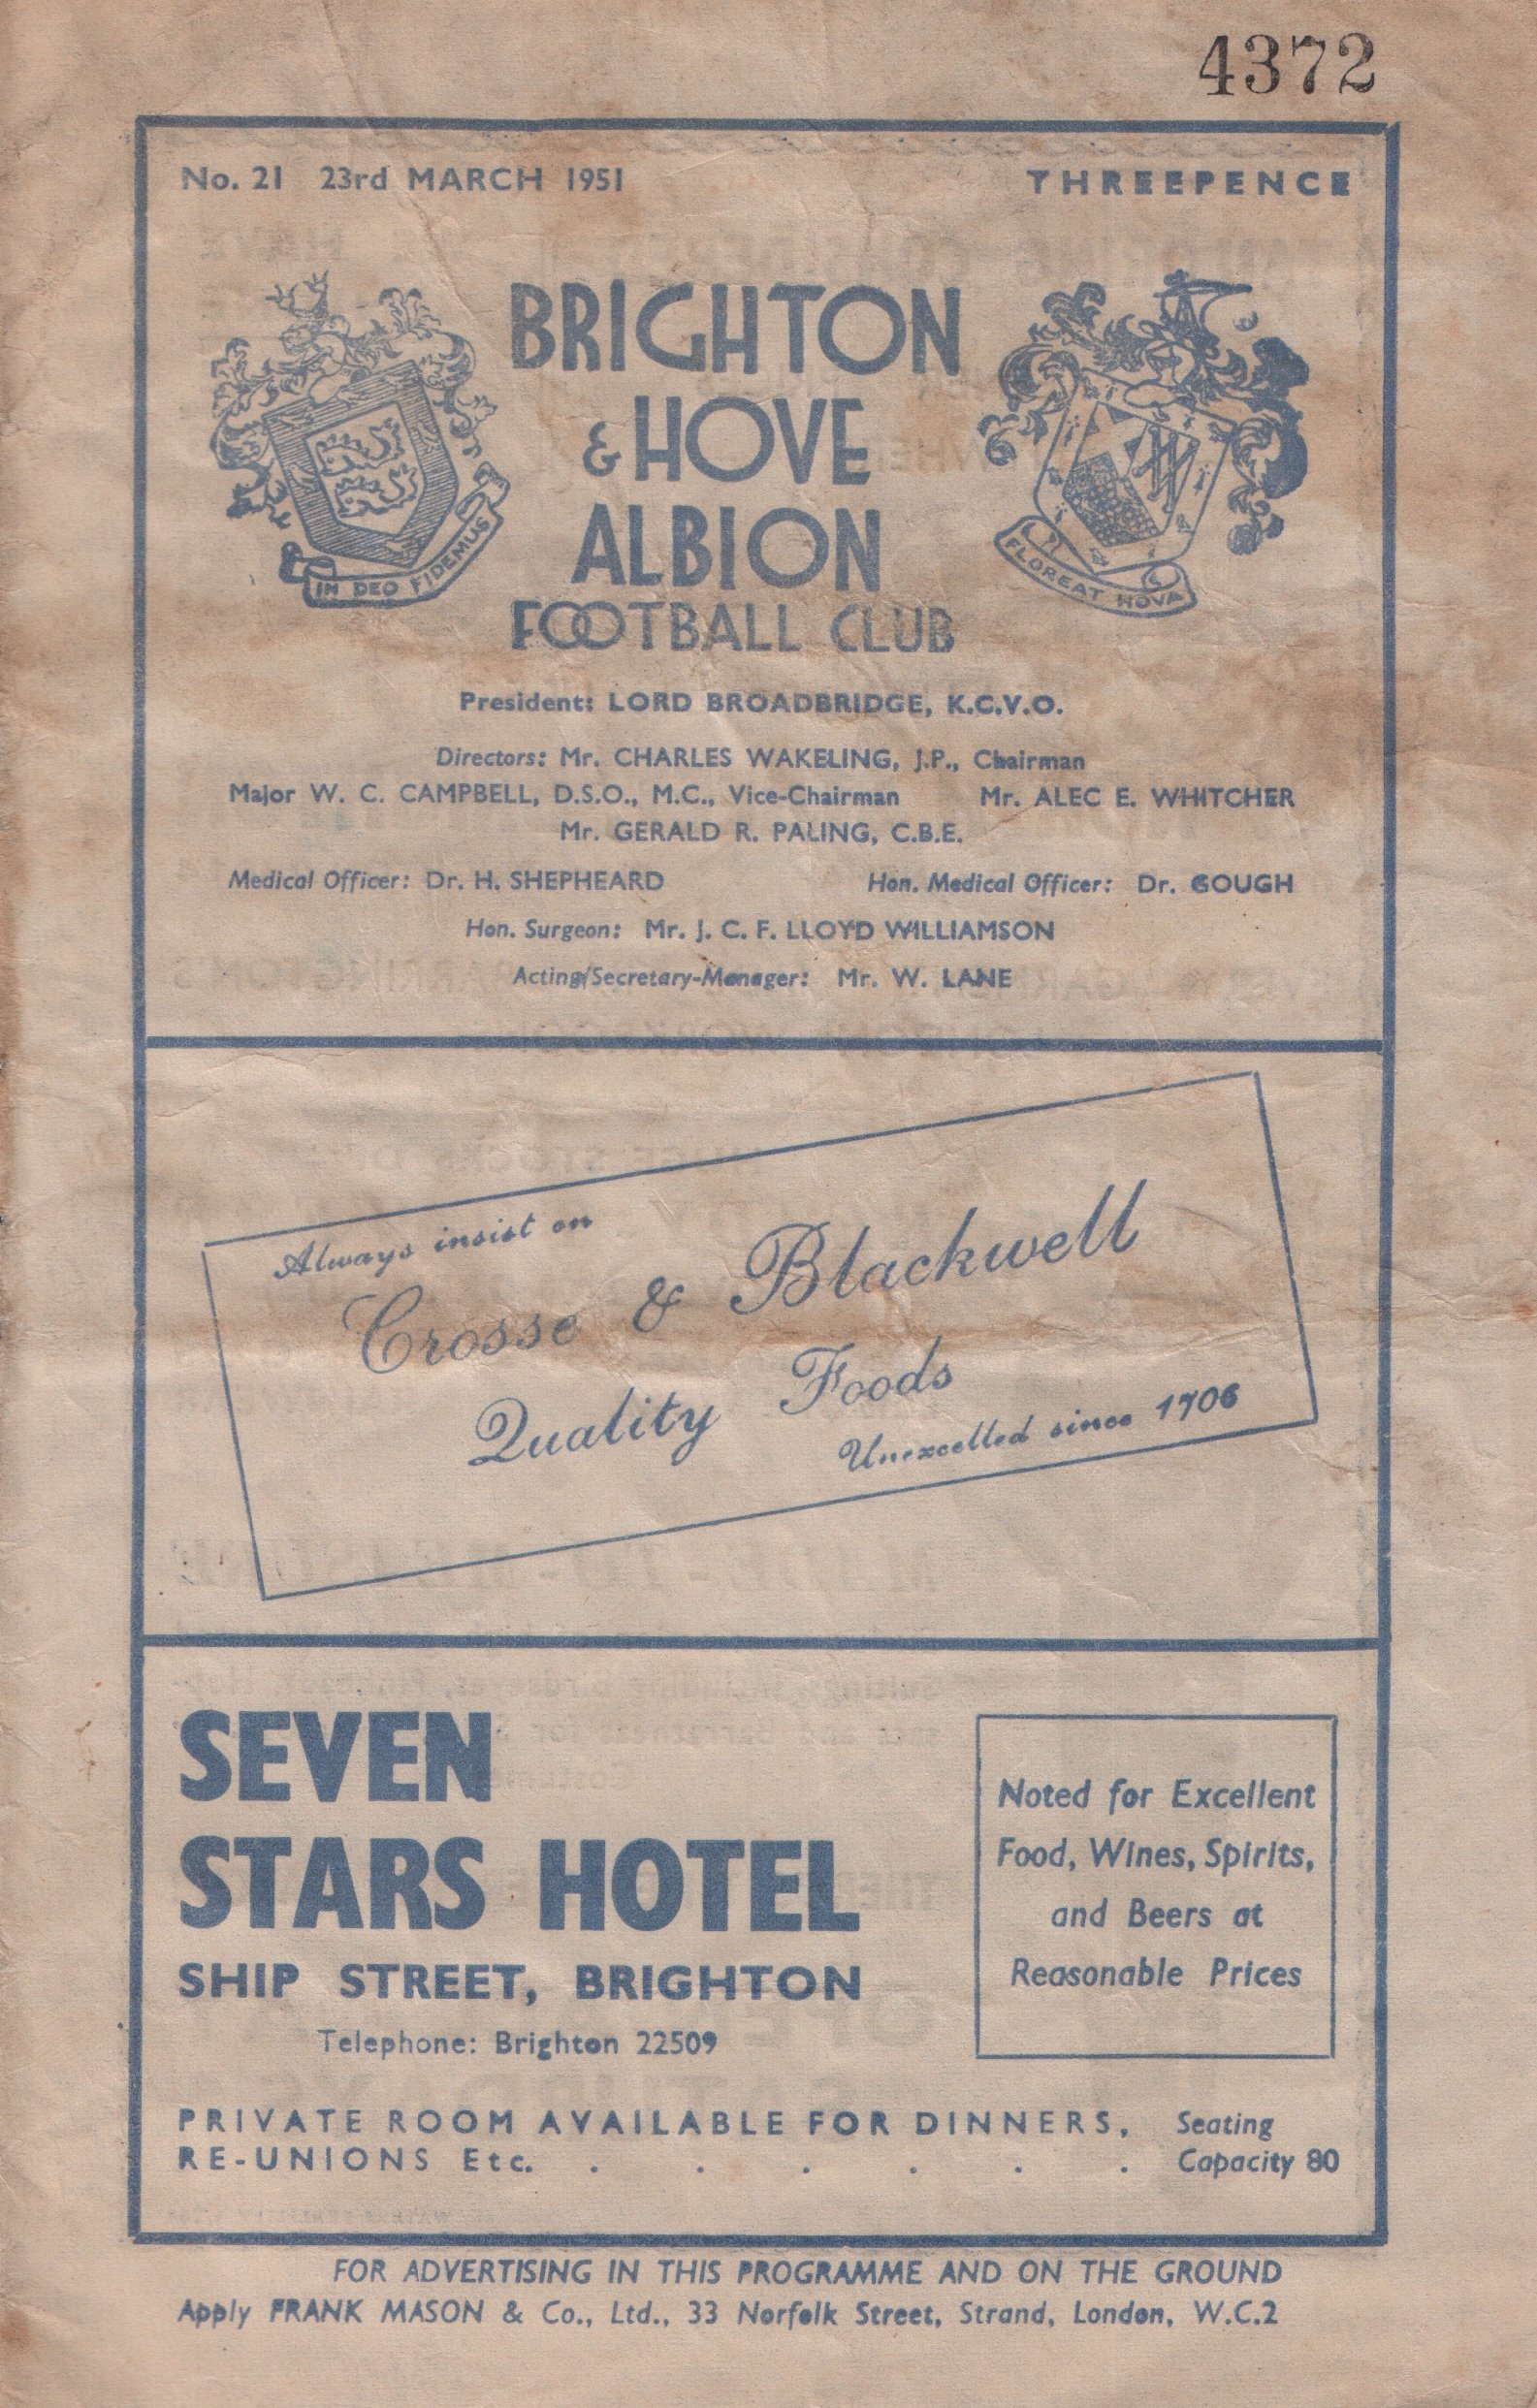 4372
No. 21 23rd MARCH 1951 THREEPENCE
BRIGHTON
& HOVE
ALBION
FOOTBALL CLUB
IN DEO FIDEMUS
FLOREAT HOVA
President: LORD BROADBRIDGE, K.C.V.O.
Directors: Mr. CHARLES WAKELING, J.P., Chairman
Major W. C. CAMPBELL, D.S.O., M.C., Vice-Chairman Mr. ALEC E. WHITCHER
Mr. GERALD R. PALING, C.B.E.
Medical Officer: Dr. H. SHEPHEARD Hon. Medical Officer: Dr. GOUGH
Hon. Surgeon: Mr. J. C. F. LLOYD WILLIAMSON
Acting/Secretary-Manager: Mr. W. LANE
Always insist on
Crosse & Blackwell
Quality Foods
Unexcelled since 1706
SEVEN
STARS HOTEL
SHIP STREET, BRIGHTON
Telephone: Brighton 22509
Noted for Excellent
Food, Wines, Spirits,
and Beers at
Reasonable Prices
PRIVATE ROOM AVAILABLE FOR DINNERS, Seating
RE-UNIONS Etc. . . . . . . Capacity 80
FOR ADVERTISING IN THIS PROGRAMME AND ON THE GROUND
Apply FRANK MASON & Co., Ltd., 33 Norfolk Street, Strand, London, W.C.2